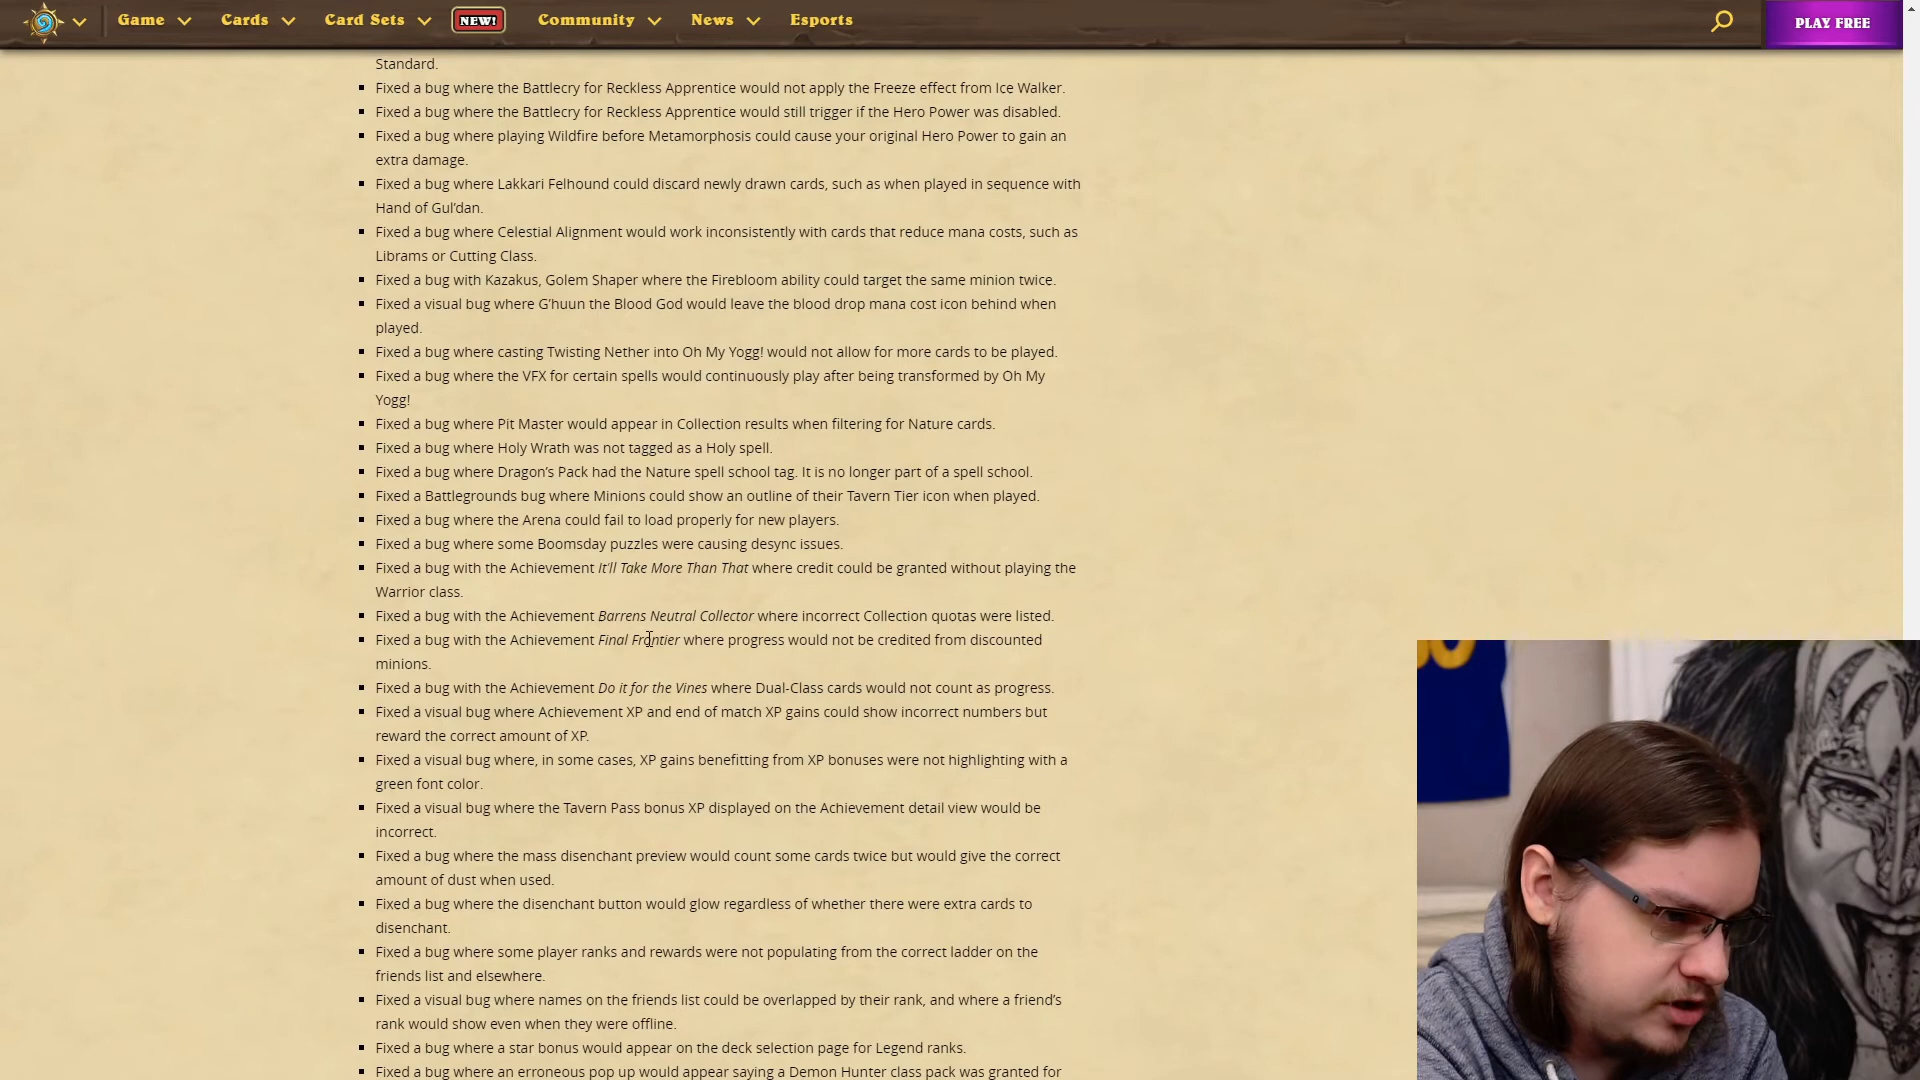 Game
Cards
Card Sets
NEW!
Community
News
Esports
PLAY FREE
Standard.
Fixed a bug where the Battlecry for Reckless Apprentice would not apply the Freeze effect from Ice Walker.
Fixed a bug where the Battlecry for Reckless Apprentice would still trigger if the Hero Power was disabled.
Fixed a bug where playing Wildfire before Metamorphosis could cause your original Hero Power to gain an
extra damage.
Fixed a bug where Lakkari Felhound could discard newly drawn cards, such as when played in sequence with
Hand of Gul’dan.
Fixed a bug where Celestial Alignment would work inconsistently with cards that reduce mana costs, such as
Librams or Cutting Class.
Fixed a bug with Kazakus, Golem Shaper where the Firebloom ability could target the same minion twice.
Fixed a visual bug where G’huun the Blood God would leave the blood drop mana cost icon behind when
played.
Fixed a bug where casting Twisting Nether into Oh My Yogg! would not allow for more cards to be played.
Fixed a bug where the VFX for certain spells would continuously play after being transformed by Oh My
Yogg!
Fixed a bug where Pit Master would appear in Collection results when filtering for Nature cards.
Fixed a bug where Holy Wrath was not tagged as a Holy spell.
Fixed a bug where Dragon’s Pack had the Nature spell school tag. It is no longer part of a spell school.
Fixed a Battlegrounds bug where Minions could show an outline of their Tavern Tier icon when played.
Fixed a bug where the Arena could fail to load properly for new players.
Fixed a bug where some Boomsday puzzles were causing desync issues.
Fixed a bug with the Achievement It’ll Take More Than That where credit could be granted without playing the
Warrior class.
Fixed a bug with the Achievement Barrens Neutral Collector where incorrect Collection quotas were listed.
Fixed a bug with the Achievement Final Frontier where progress would not be credited from discounted
minions.
Fixed a bug with the Achievement Do it for the Vines where Dual-Class cards would not count as progress.
Fixed a visual bug where Achievement XP and end of match XP gains could show incorrect numbers but
reward the correct amount of XP.
Fixed a visual bug where, in some cases, XP gains benefitting from XP bonuses were not highlighting with a
green font color.
Fixed a visual bug where the Tavern Pass bonus XP displayed on the Achievement detail view would be
incorrect.
Fixed a bug where the mass disenchant preview would count some cards twice but would give the correct
amount of dust when used.
Fixed a bug where the disenchant button would glow regardless of whether there were extra cards to
disenchant.
Fixed a bug where some player ranks and rewards were not populating from the correct ladder on the
friends list and elsewhere.
Fixed a visual bug where names on the friends list could be overlapped by their rank, and where a friend’s
rank would show even when they were offline.
Fixed a bug where a star bonus would appear on the deck selection page for Legend ranks.
Fixed a bug where an erroneous pop up would appear saying a Demon Hunter class pack was granted for